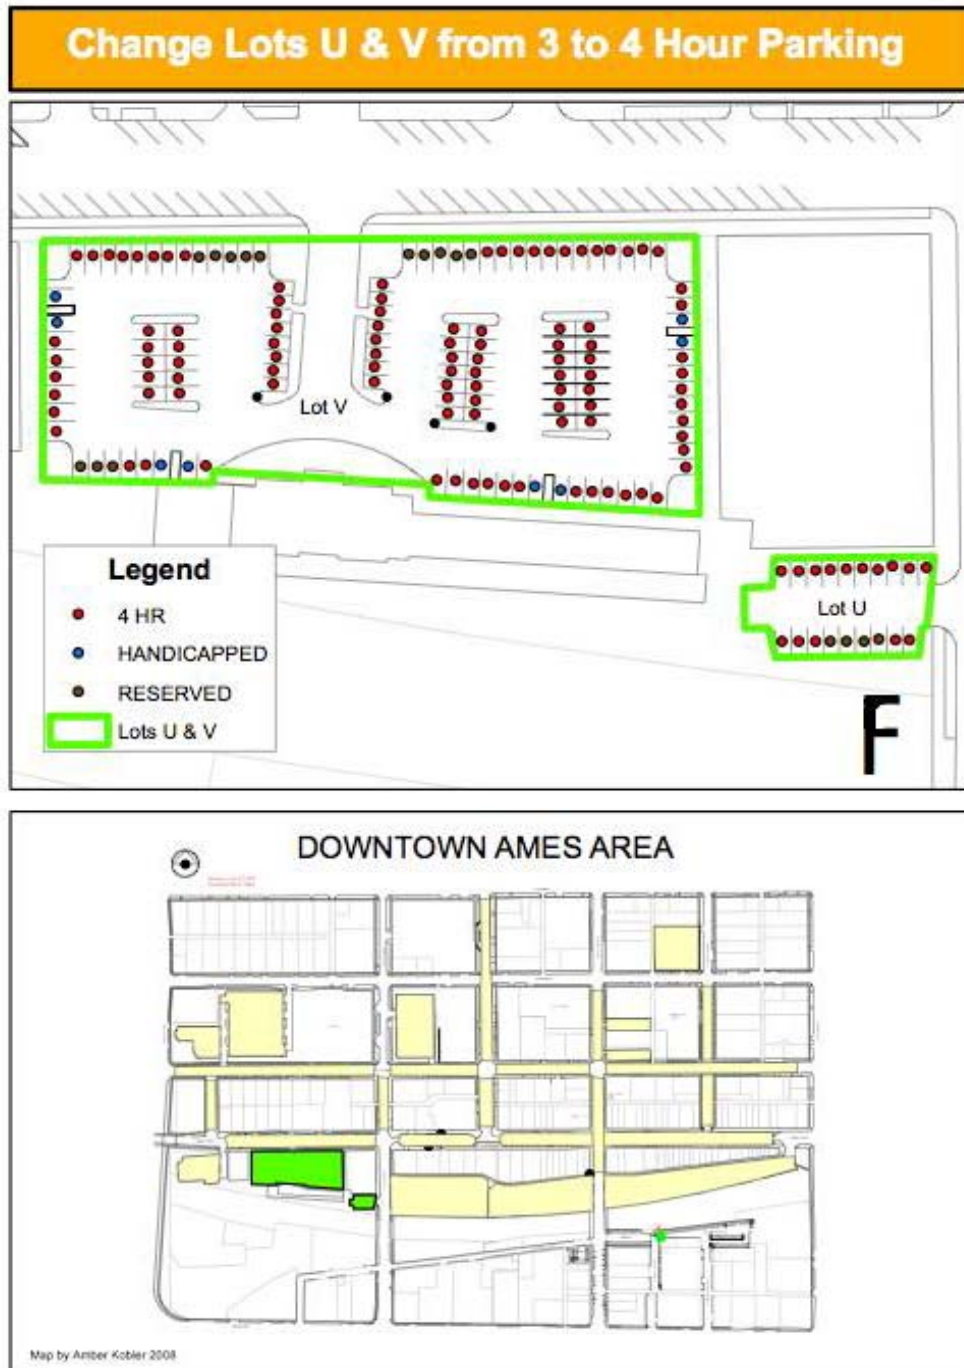 Change Lots U & V from 3 to 4 Hour Parking
Lot V
Legend
4 HR
HANDICAPPED
RESERVED
Lots U & V
Lot U
F
DOWNTOWN AMES AREA
Map by Amber Kobler 2008